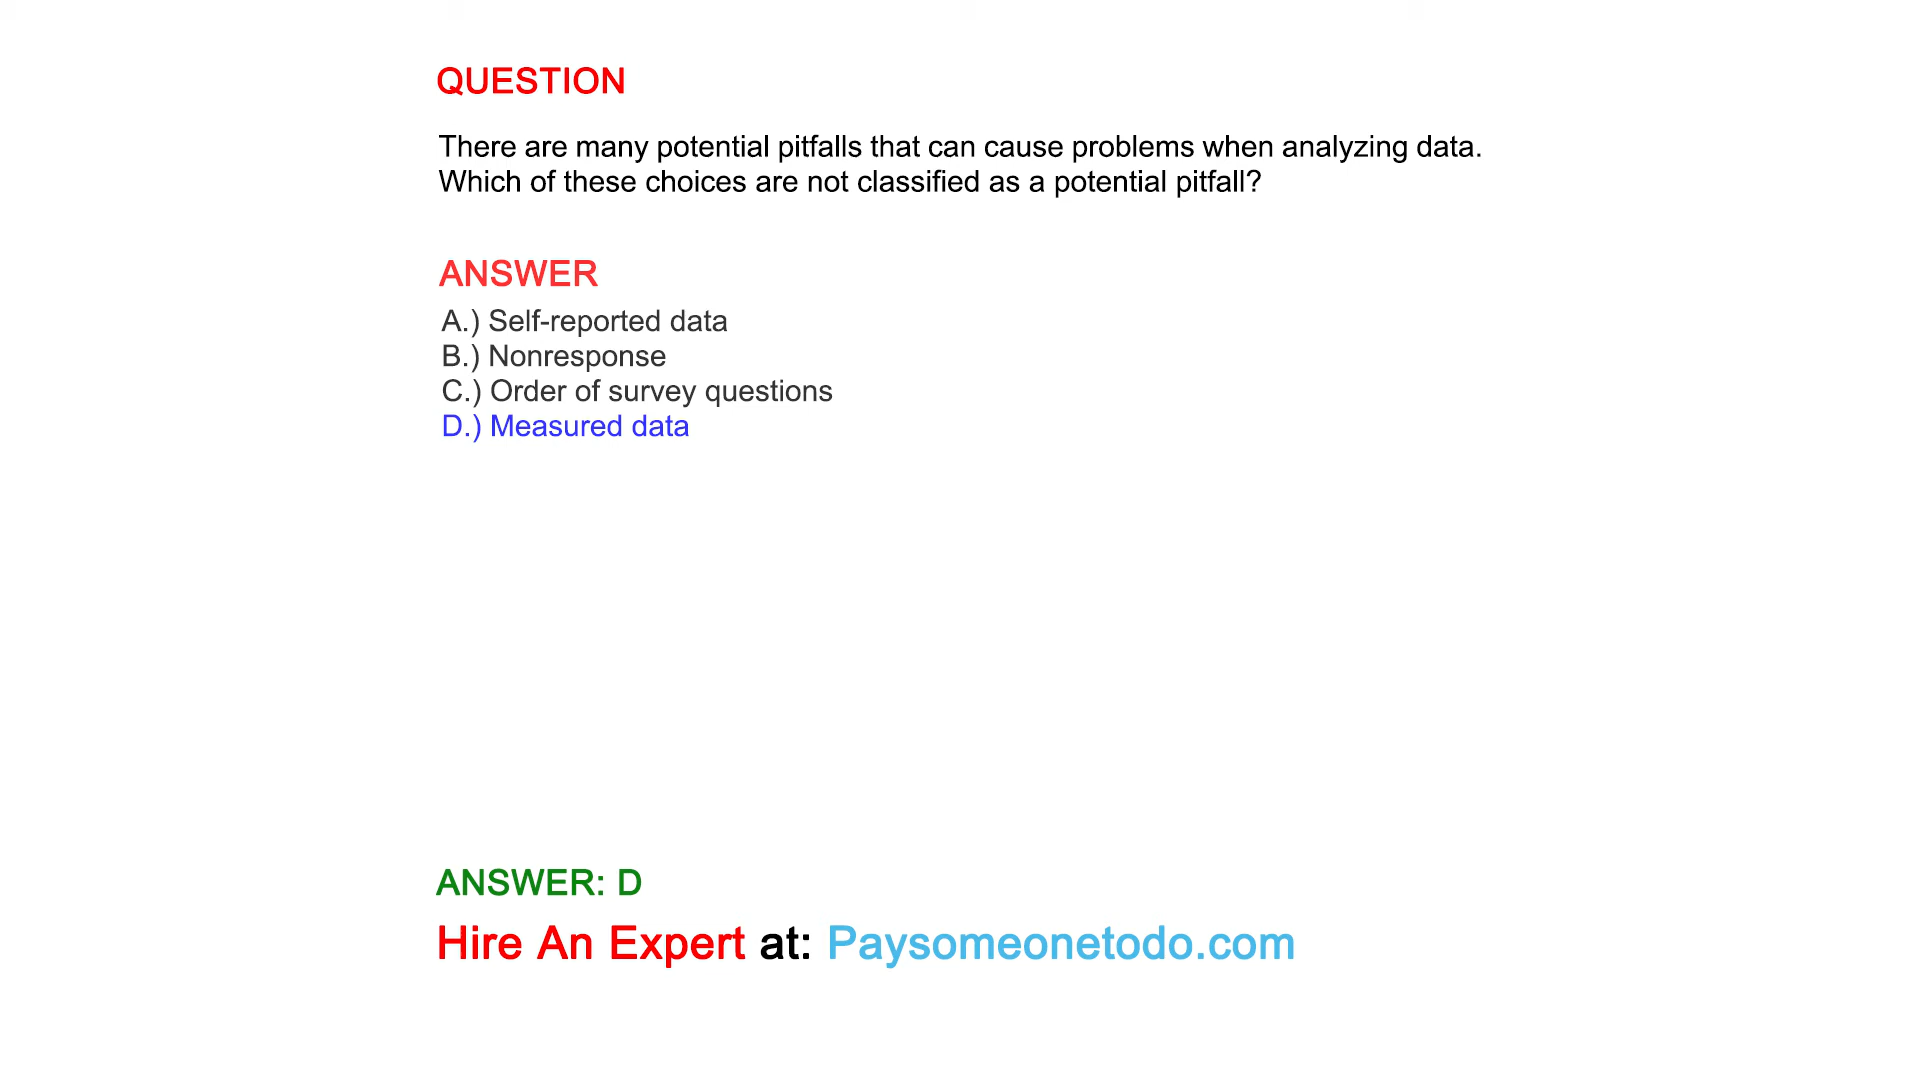 QUESTION
There are many potential pitfalls that can cause problems when analyzing data.
Which of these choices are not classified as a potential pitfall?
ANSWER
A.) Self-reported data
B.) Nonresponse
C.) Order of survey questions
D.) Measured data
ANSWER: D
Hire An Expert at: Paysomeonetodo.com